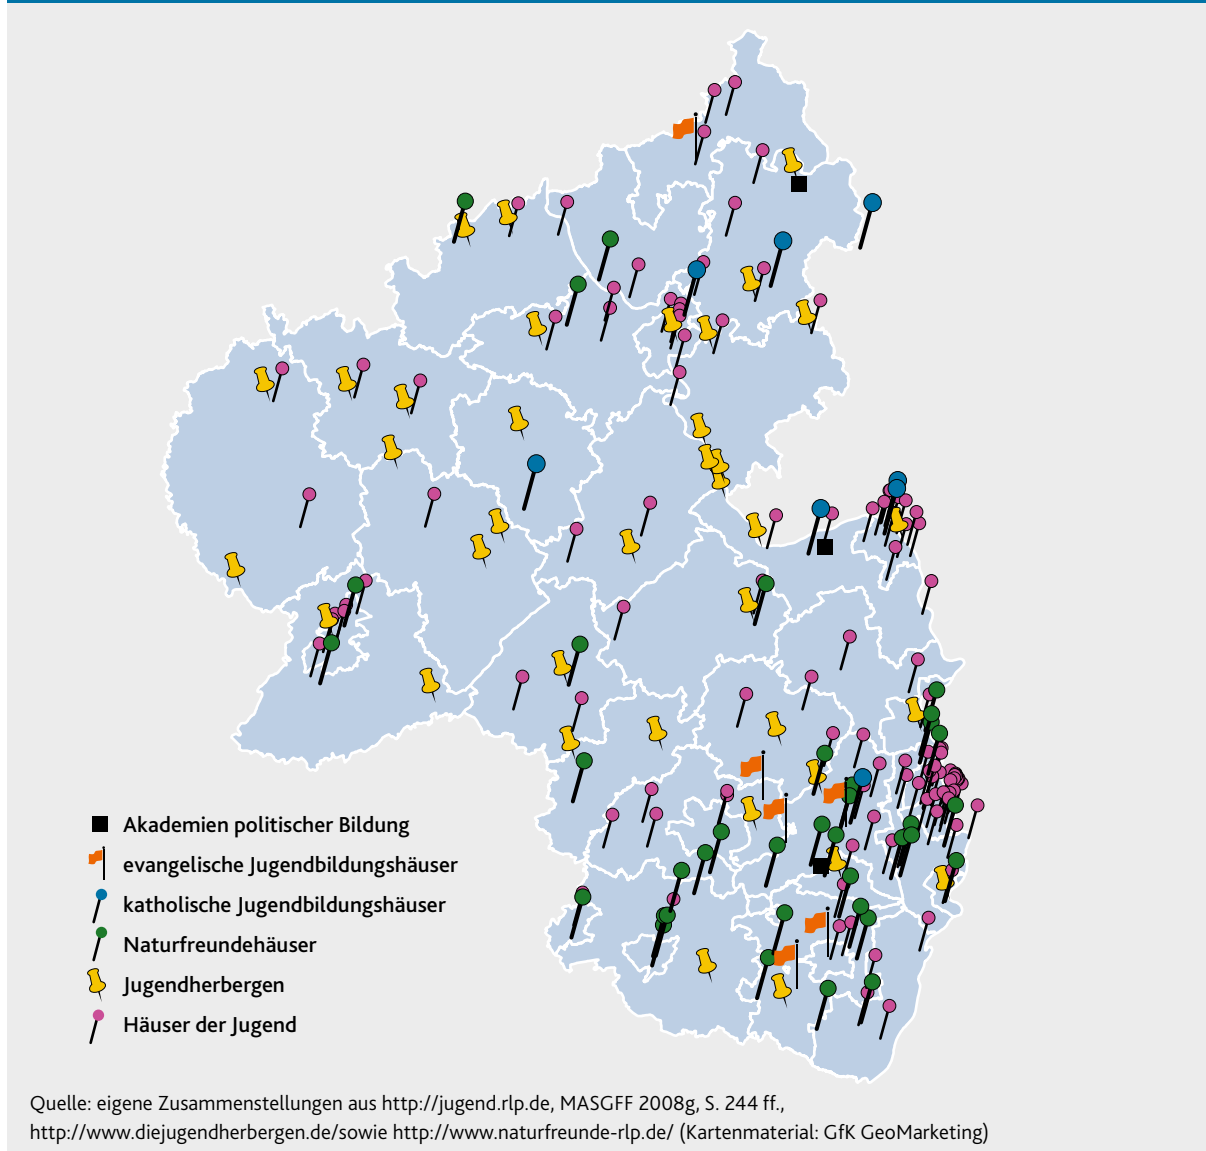 Akademien politischer Bildung
evangelische Jugendbildungshäuser
katholische Jugendbildungshäuser
Naturfreundehäuser
Jugendherbergen
Häuser der Jugend
Quelle: eigene Zusammenstellungen aus http://jugend.rlp.de, MASGFF 2008g, S. 244 ff.,
http://www.diejugendherbergen.de/sowie http://www.naturfreunde-rlp.de/ (Kartenmaterial: GfK GeoMarketing)